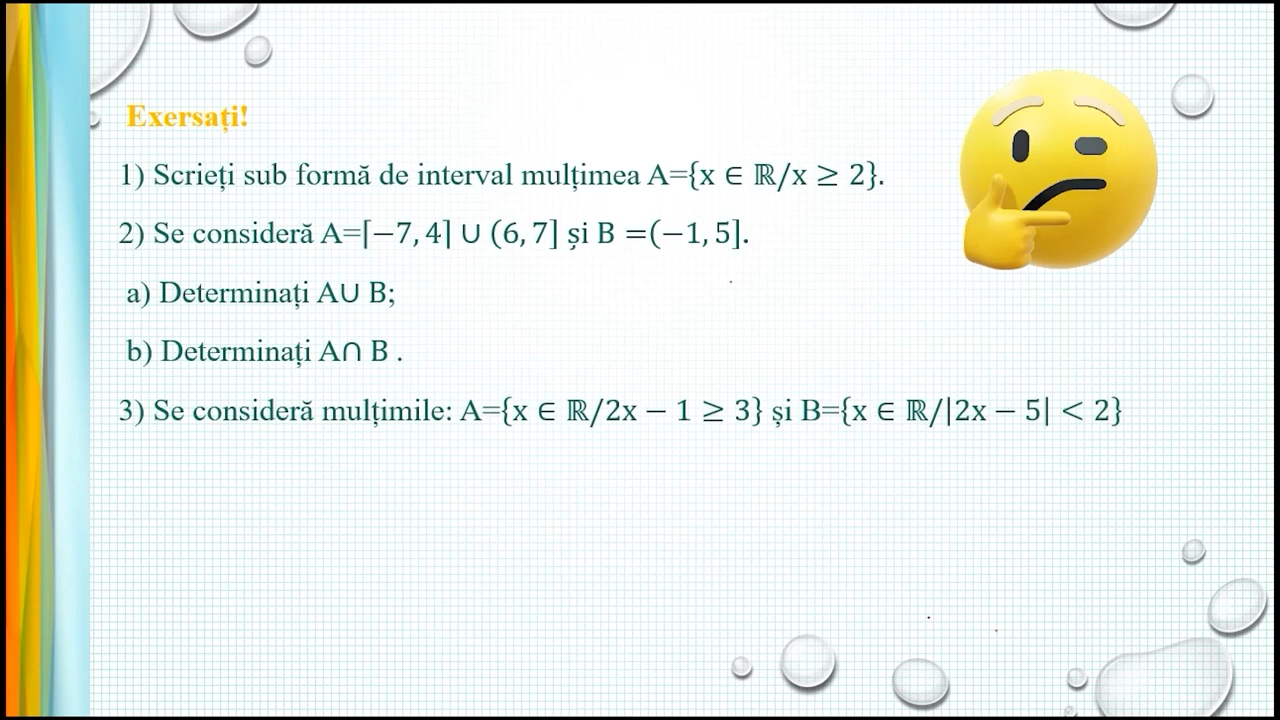 Exersați!
1) Scrieți sub formă de interval mulțimea A={x ∈ ℝ/x ≥ 2}.
2) Se consideră A=[−7, 4] ∪ (6, 7] și B =(−1, 5].
a) Determinați A∪ B;
b) Determinați A∩ B .
3) Se consideră mulțimile: A={x ∈ ℝ/2x − 1 ≥ 3} și B={x ∈ ℝ/|2x − 5| < 2}